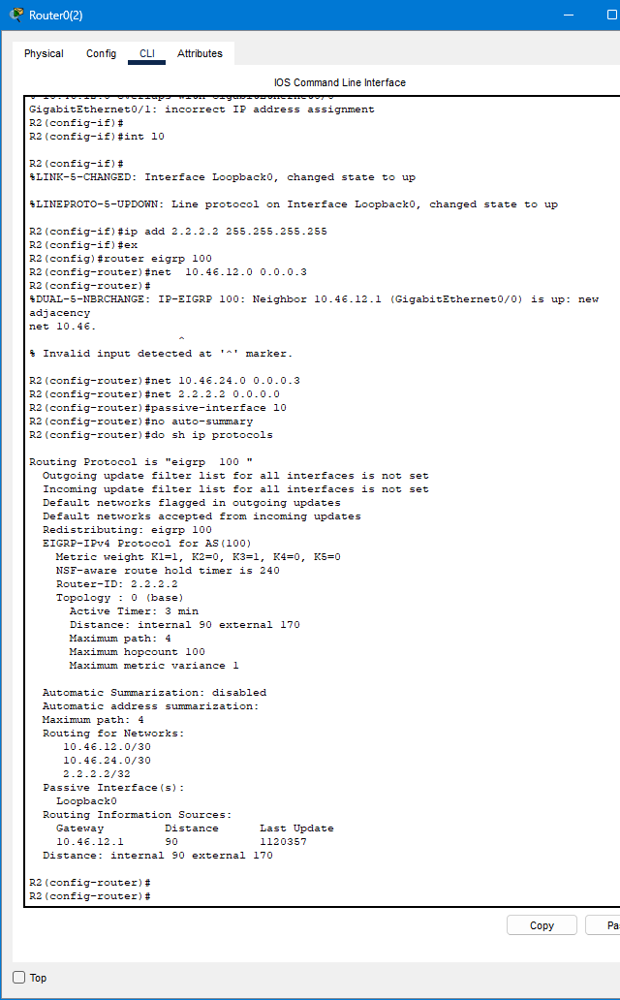 Router0(2)
Physical Config CLI Attributes
IOS Command Line Interface
GigabitEthernet0/1: incorrect IP address assignment
R2(config-if)#
R2(config-if)#int l0
R2(config-if)#
%LINK-5-CHANGED: Interface Loopback0, changed state to up
%LINEPROTO-5-UPDOWN: Line protocol on Interface Loopback0, changed state to up
R2(config-if)#ip add 2.2.2.2 255.255.255.255
R2(config-if)#ex
R2(config)#router eigrp 100
R2(config-router)#net  10.46.12.0 0.0.0.3
R2(config-router)#
%DUAL-5-NBRCHANGE: IP-EIGRP 100: Neighbor 10.46.12.1 (GigabitEthernet0/0) is up: new
adjacency
net 10.46.
^
% Invalid input detected at '^' marker.
R2(config-router)#net 10.46.24.0 0.0.0.3
R2(config-router)#net 2.2.2.2 0.0.0.0
R2(config-router)#passive-interface l0
R2(config-router)#no auto-summary
R2(config-router)#do sh ip protocols
Routing Protocol is "eigrp  100 "
Outgoing update filter list for all interfaces is not set
Incoming update filter list for all interfaces is not set
Default networks flagged in outgoing updates
Default networks accepted from incoming updates
Redistributing: eigrp 100
EIGRP-IPv4 Protocol for AS(100)
Metric weight K1=1, K2=0, K3=1, K4=0, K5=0
NSF-aware route hold timer is 240
Router-ID: 2.2.2.2
Topology : 0 (base)
Active Timer: 3 min
Distance: internal 90 external 170
Maximum path: 4
Maximum hopcount 100
Maximum metric variance 1
Automatic Summarization: disabled
Automatic address summarization:
Maximum path: 4
Routing for Networks:
10.46.12.0/30
10.46.24.0/30
2.2.2.2/32
Passive Interface(s):
Loopback0
Routing Information Sources:
Gateway Distance Last Update
10.46.12.1 90 1120357
Distance: internal 90 external 170
R2(config-router)#
R2(config-router)#
Copy Pa
Top